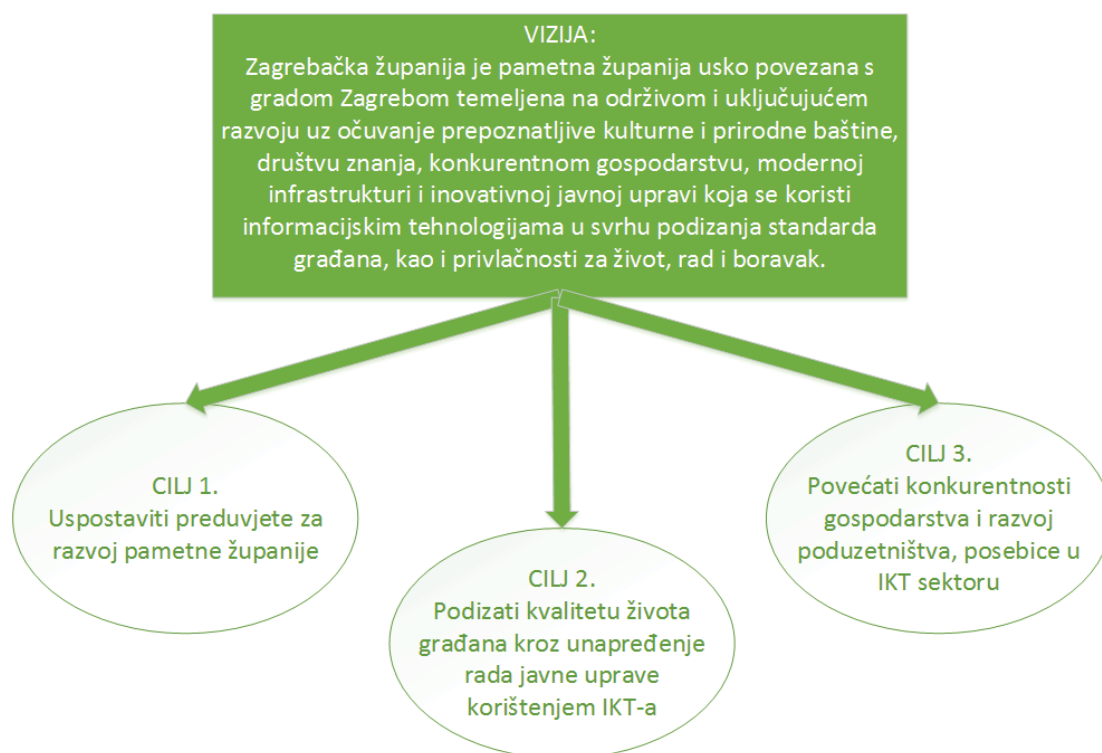 VIZIJA:
Zagrebačka županija je pametna županija usko povezana s
gradom Zagrebom temeljena na održivom i uključujućem
razvoju uz očuvanje prepoznatljive kulturne i prirodne baštine,
društvu znanja, konkurentnom gospodarstvu, modernoj
infrastrukturi i inovativnoj javnoj upravi koja se koristi
informacijskim tehnologijama u svrhu podizanja standarda
građana, kao i privlačnosti za život, rad i boravak.
CILJ 1.
Uspostaviti preduvjete za
razvoj pametne županije
CILJ 2.
Podizati kvalitetu života
građana kroz unapređenje
rada javne uprave
korištenjem IKT-a
CILJ 3.
Povećati konkurentnosti
gospodarstva i razvoj
poduzetništva, posebice u
IKT sektoru